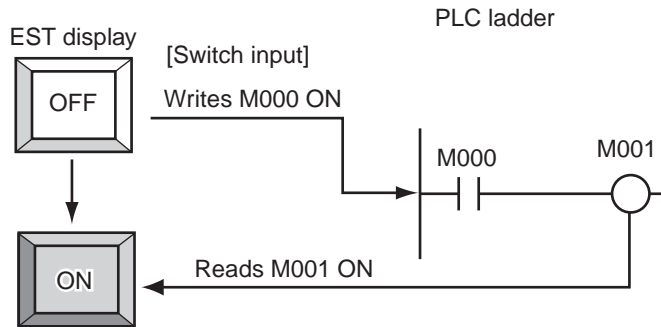 PLC ladder
EST display
[Switch input]
OFF
Writes M000 ON
M000
M001
Reads M001 ON
ON